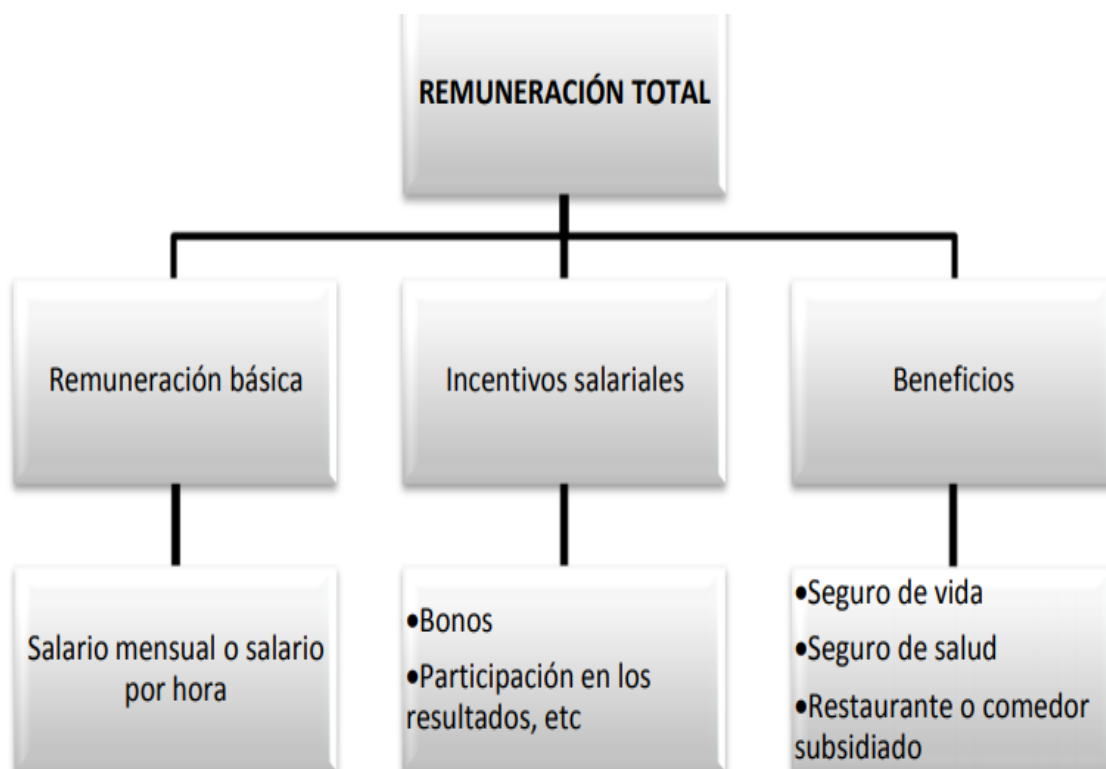 REMUNERACIÓN TOTAL
Remuneración básica
Incentivos salariales
Beneficios
Salario mensual o salario
por hora
•Bonos
•Participación en los
resultados, etc
•Seguro de vida
•Seguro de salud
•Restaurante o comedor
subsidiado